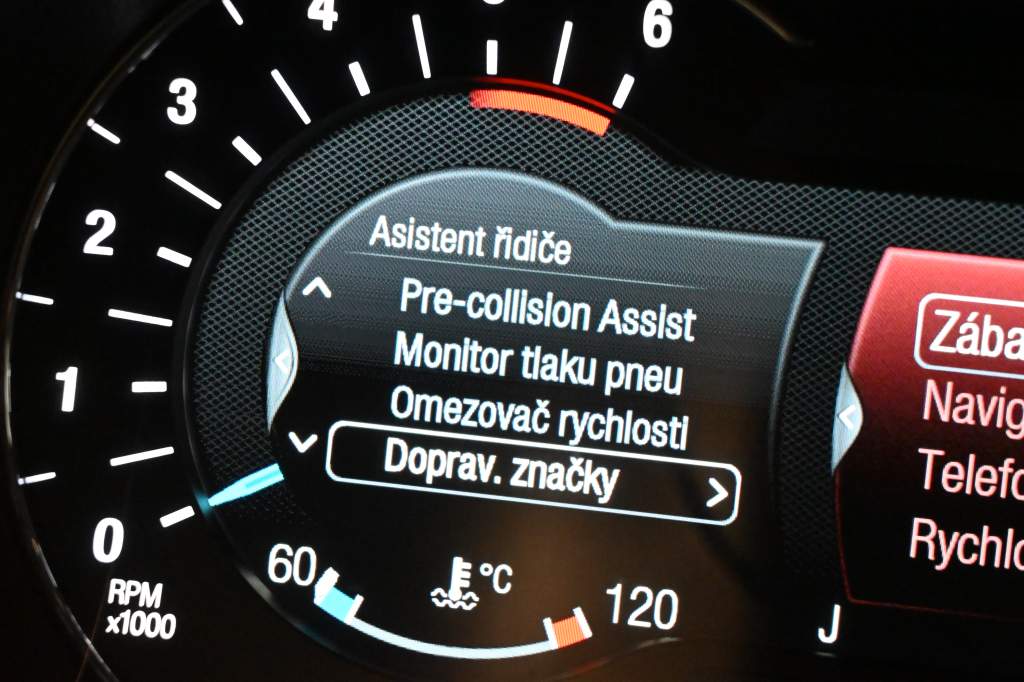 4
6
3
2
1
0
RPM
x1000
Asistent řidiče
Pre-collision Assist
Monitor tlaku pneu
Omezovač rychlosti
Doprav. značky
60
°C
120
J